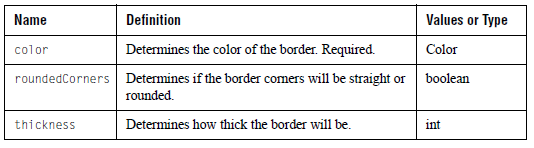 Name Definition Values or Type
color Determines the color of the border. Required. Color
roundedCorners Determines if the border corners will be straight or boolean
rounded.
thickness Determines how thick the border will be. int